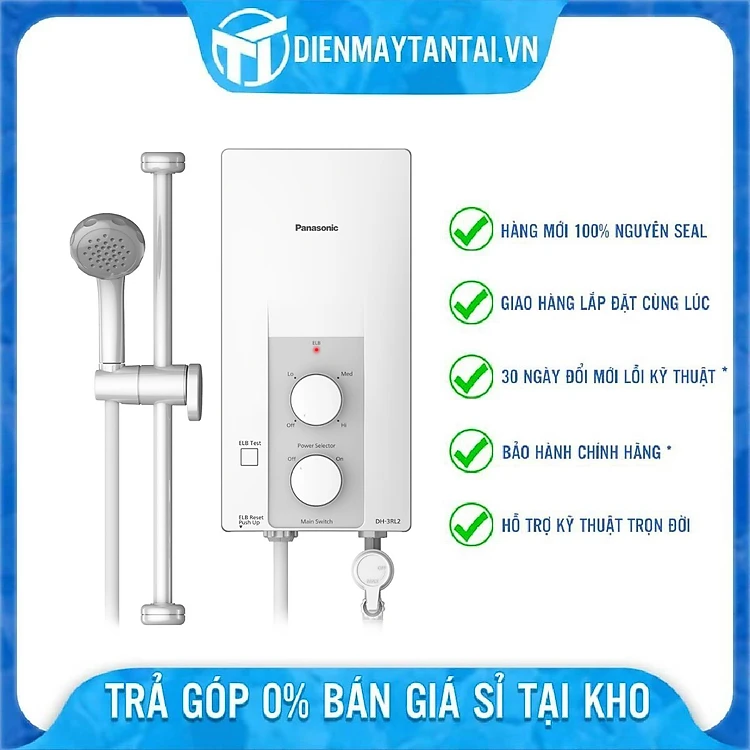 TT DIENMAYTANTAI.VN
Panasonic
ELB
Lo Med
Off Hi
ELB Test
Power Selector
Off On
ELB Reset
Push Up
Main Switch
DH-3RL2
HÀNG MỚI 100% NGUYÊN SEAL
GIAO HÀNG LẮP ĐẶT CÙNG LÚC
30 NGÀY ĐỔI MỚI LỖI KỸ THUẬT *
BẢO HÀNH CHÍNH HÃNG *
HỖ TRỢ KỸ THUẬT TRỌN ĐỜI
TRẢ GÓP 0% BÁN GIÁ SỈ TẠI KHO